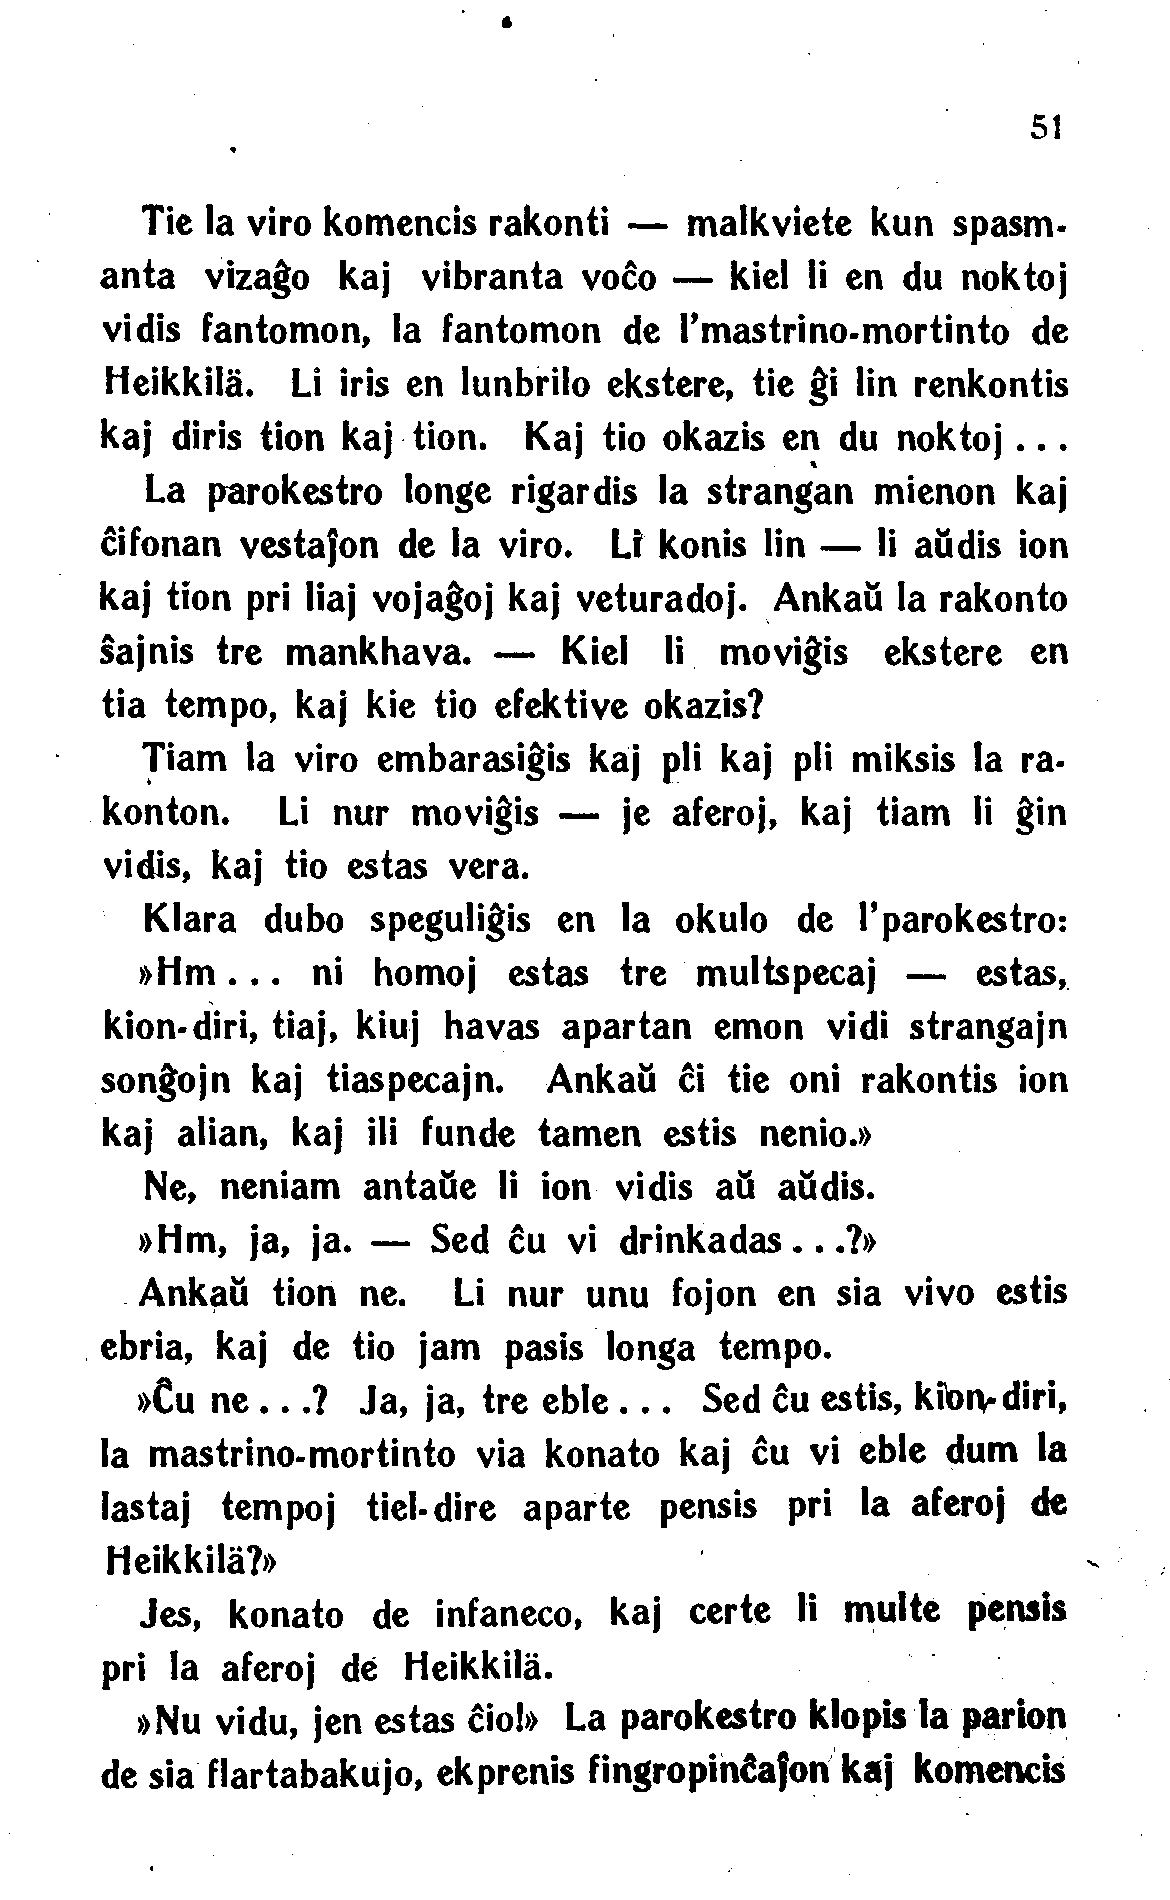 51
Tie la viro komencis rakonti — malkviete kun spasm-
anta vizaĝo kaj vibranta voĉo — kiel li en du noktoj
vidis fantomon, la fantomon de l'mastrino-mortinto de
Heikkilä. Li iris en lunbrilo ekstere, tie ĝi lin renkontis
kaj diris tion kaj tion. Kaj tio okazis en du noktoj . . .
La parokestro longe rigardis la strangan mienon kaj
ĉifonan vestaĵon de la viro. Li konis lin — li aŭdis ion
kaj tion pri liaj vojaĝoj kaj veturadoj. Ankaŭ la rakonto
ŝajnis tre mankhava. — Kiel li moviĝis ekstere en
tia tempo, kaj kie tio efektive okazis?
Tiam la viro embarasiĝis kaj pli kaj pli miksis la ra-
konton. Li nur moviĝis — je aferoj, kaj tiam li ĝin
vidis, kaj tio estas vera.
Klara dubo speguliĝis en la okulo de l'parokestro:
»Hm . . . ni homoj estas tre multspecaj — estas,
kion-diri, tiaj, kiuj havas apartan emon vidi strangajn
sonĝojn kaj tiaspecajn. Ankaŭ ĉi tie oni rakontis ion
kaj alian, kaj ili funde tamen estis nenio.»
Ne, neniam antaŭe li ion vidis aŭ aŭdis.
»Hm, ja, ja. — Sed ĉu vi drinkadas . . .?»
Ankaŭ tion ne. Li nur unu fojon en sia vivo estis
ebria, kaj de tio jam pasis longa tempo.
»Ĉu ne . . .? Ja, ja, tre eble . . . Sed ĉu estis, kion-diri,
la mastrino-mortinto via konato kaj ĉu vi eble dum la
lastaj tempoj tiel-dire aparte pensis pri la aferoj de
Heikkilä?»
Jes, konato de infaneco, kaj certe li multe pensis
pri la aferoj de Heikkilä.
»Nu vidu, jen estas ĉio!» La parokestro klopis la parion
de sia flartabakujo, ekprenis fingropinĉaĵon kaj komencis